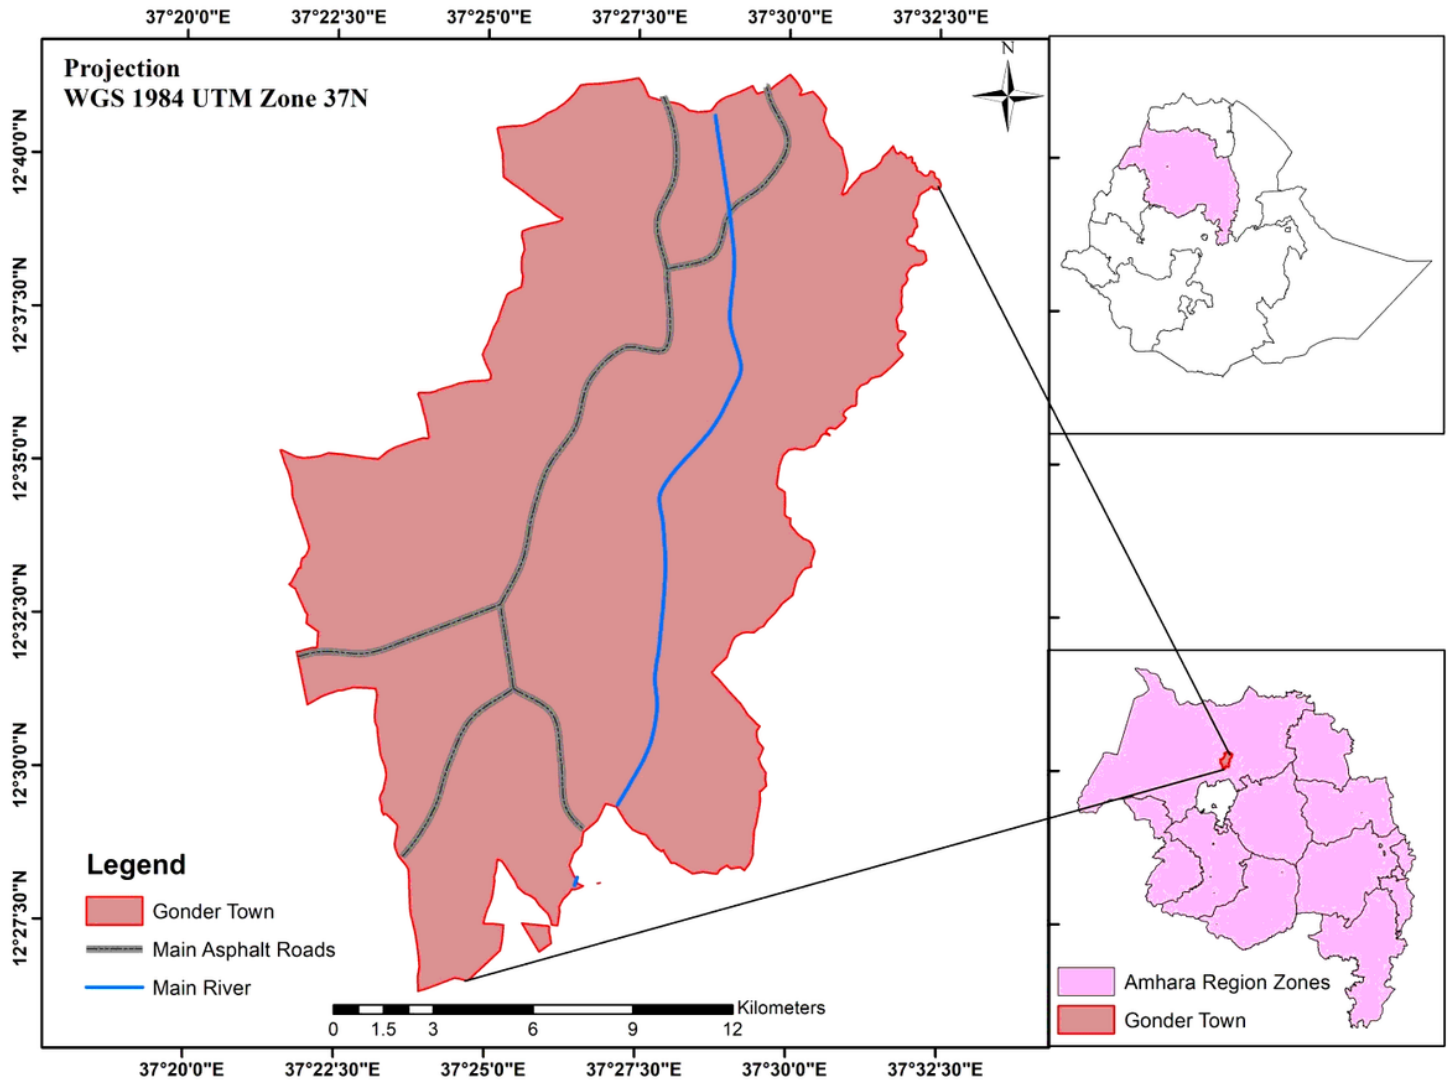 37°20'0"E 37°22'30"E 37°25'0"E 37°27'30"E 37°30'0"E 37°32'30"E
Projection
WGS 1984 UTM Zone 37N
N
12°40'0"N
12°37'30"N
12°35'0"N
12°32'30"N
12°30'0"N
12°27'30"N
Legend
Gonder Town
Main Asphalt Roads
Main River
Kilometers
0 1.5 3 6 9 12
Amhara Region Zones
Gonder Town
37°20'0"E 37°22'30"E 37°25'0"E 37°27'30"E 37°30'0"E 37°32'30"E